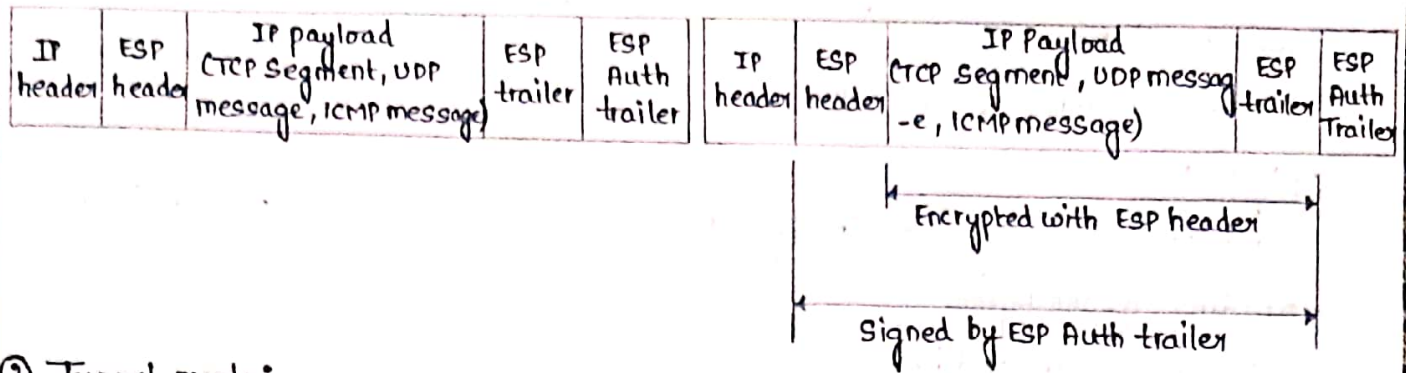 IP header
ESP header
IP payload
(TCP segment, UDP
message, ICMP message)
ESP trailer
ESP Auth trailer
IP header
ESP header
IP Payload
(TCP segment, UDP messag
-e, ICMP message)
ESP trailer
ESP Auth Trailer
Encrypted with ESP header
Signed by ESP Auth trailer